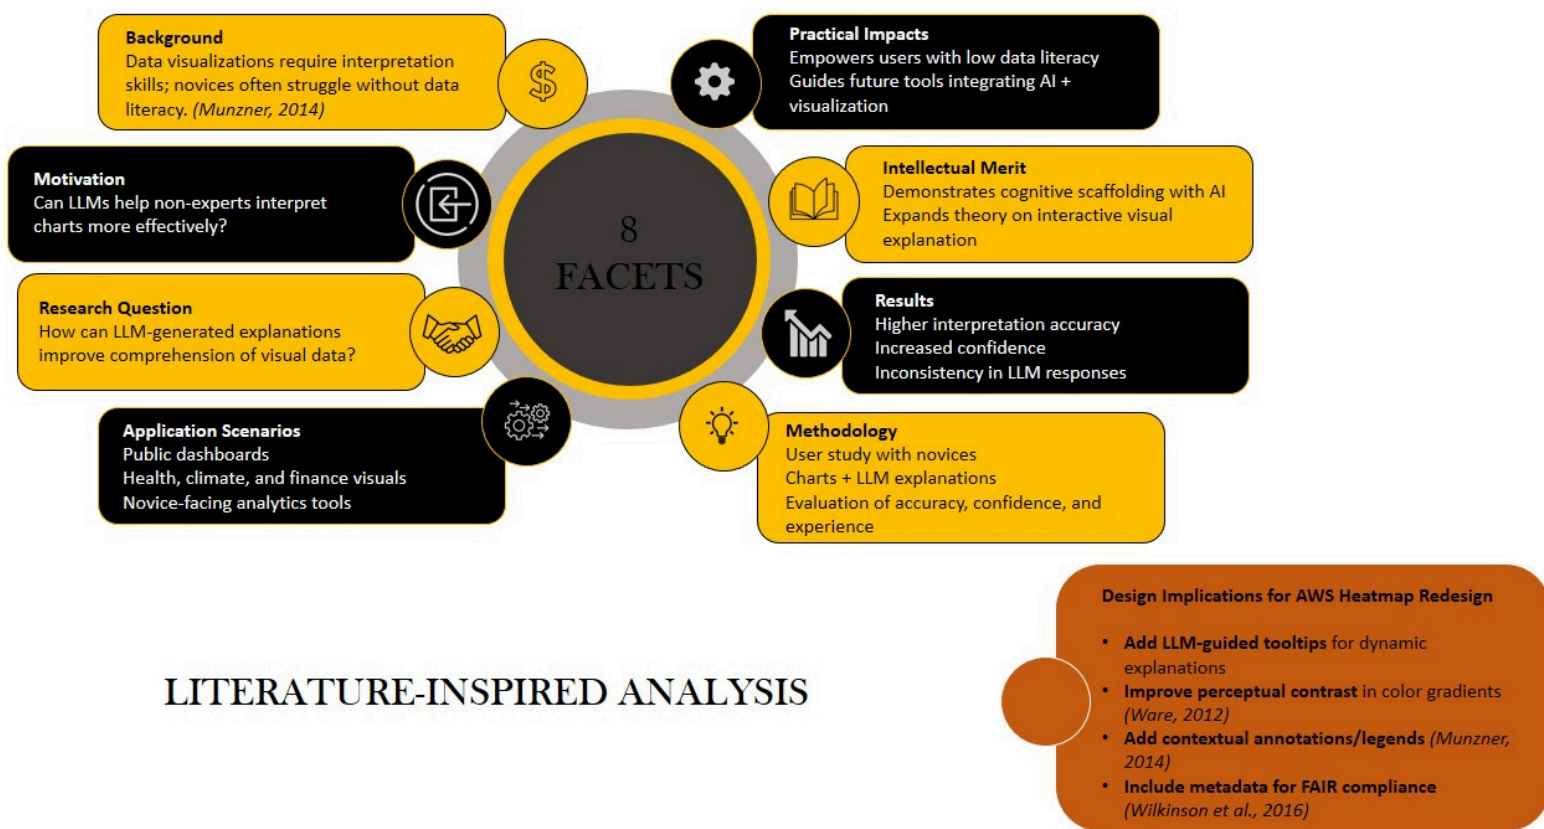 Background
Data visualizations require interpretation
skills; novices often struggle without data
literacy. (Munzner, 2014)
Motivation
Can LLMs help non-experts interpret
charts more effectively?
Research Question
How can LLM-generated explanations
improve comprehension of visual data?
Application Scenarios
Public dashboards
Health, climate, and finance visuals
Novice-facing analytics tools
8
FACETS
Practical Impacts
Empowers users with low data literacy
Guides future tools integrating AI +
visualization
Intellectual Merit
Demonstrates cognitive scaffolding with AI
Expands theory on interactive visual
explanation
Results
Higher interpretation accuracy
Increased confidence
Inconsistency in LLM responses
Methodology
User study with novices
Charts + LLM explanations
Evaluation of accuracy, confidence, and
experience
LITERATURE-INSPIRED ANALYSIS
Design Implications for AWS Heatmap Redesign
• Add LLM-guided tooltips for dynamic
explanations
• Improve perceptual contrast in color gradients
(Ware, 2012)
• Add contextual annotations/legends (Munzner,
2014)
• Include metadata for FAIR compliance
(Wilkinson et al., 2016)